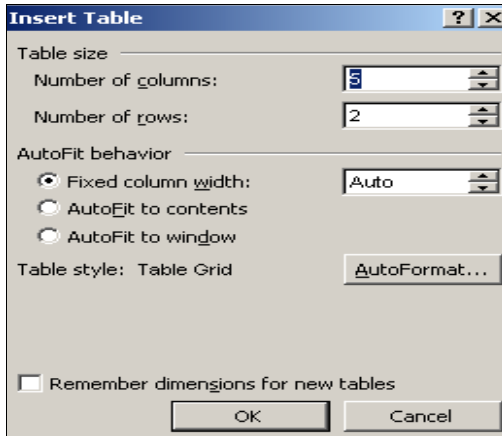 Insert Table
Table size
Number of columns: 5
Number of rows: 2
AutoFit behavior
Fixed column width: Auto
AutoFit to contents
AutoFit to window
Table style: Table Grid AutoFormat...
Remember dimensions for new tables
OK Cancel